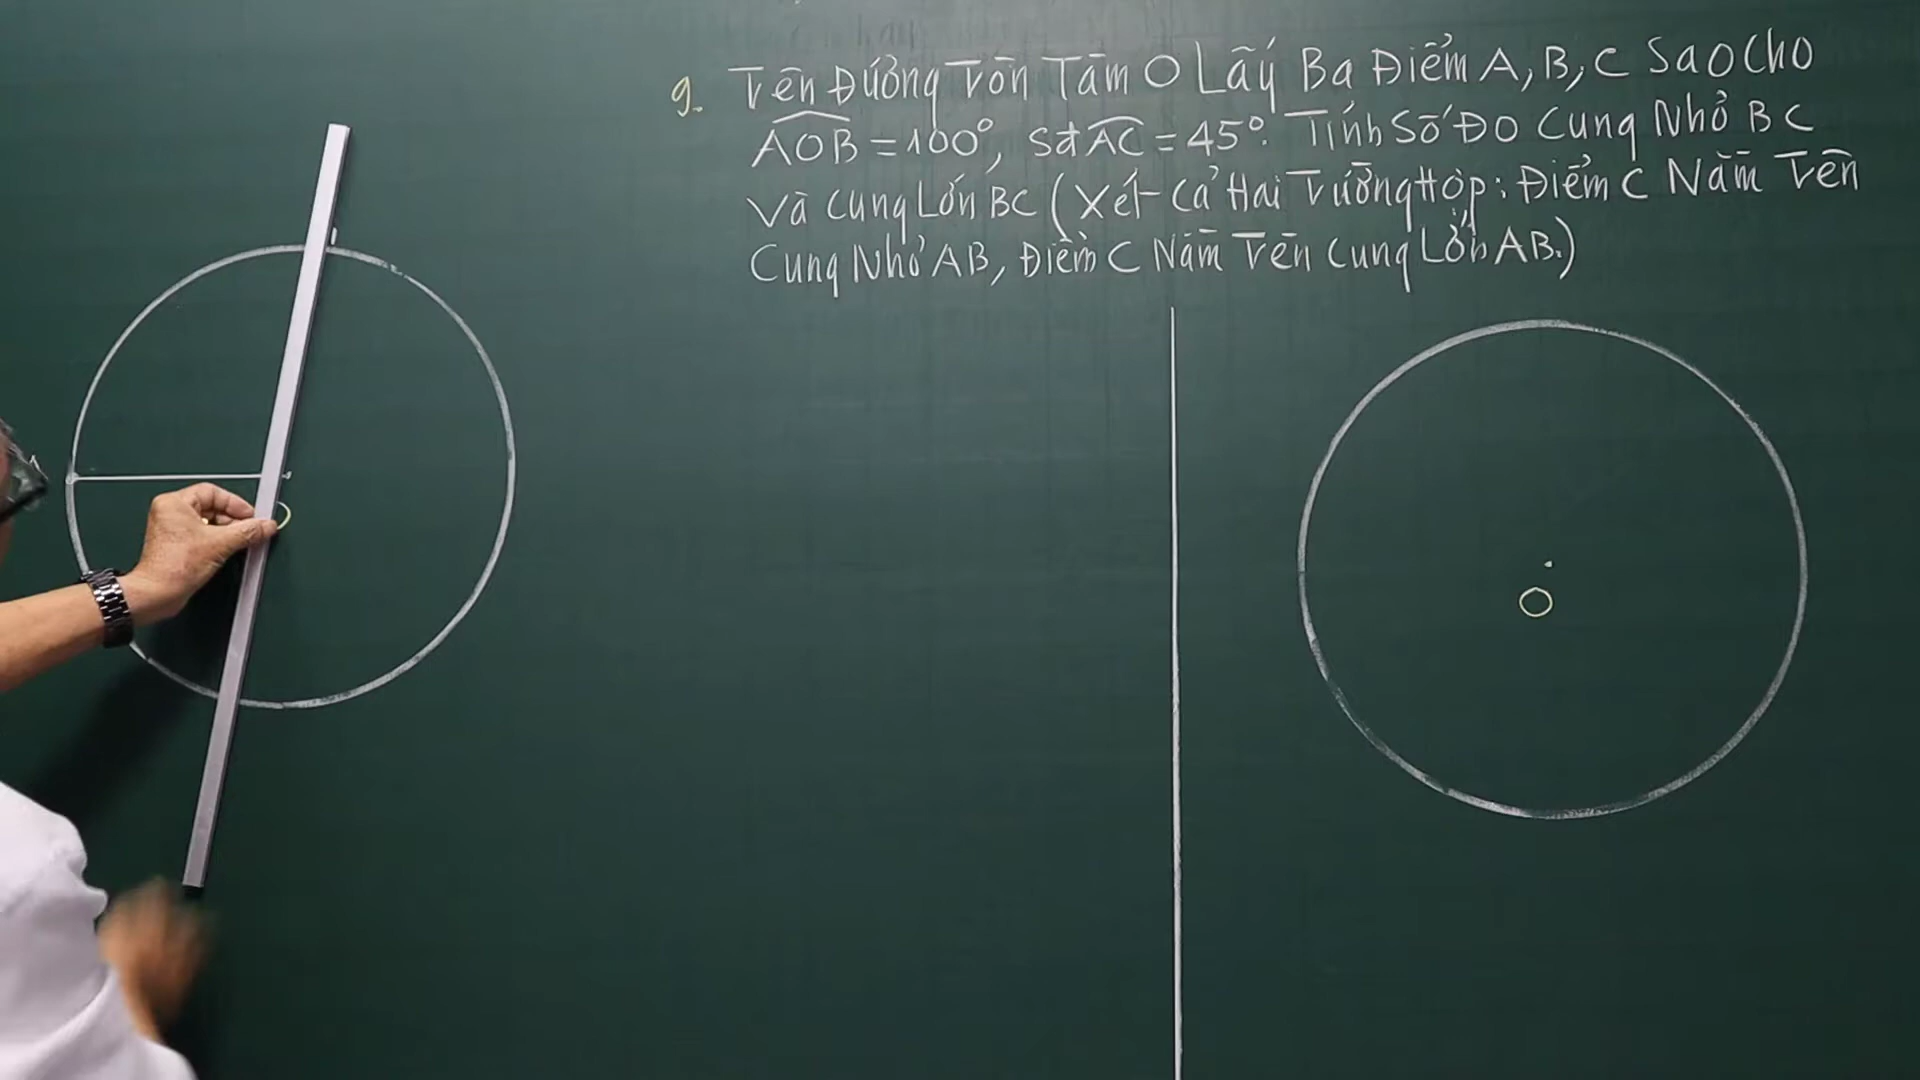 9. Trên Đường Tròn Tâm O Lấy Ba Điểm A, B, C Sao Cho
AOB = 100°, sđ AC = 45°. Tính Số Đo Cung Nhỏ BC
Và Cung Lớn BC (Xét Cả Hai Trường Hợp: Điểm C Nằm Trên
Cung Nhỏ AB, Điểm C Nằm Trên Cung Lớn AB.)
A
O
O